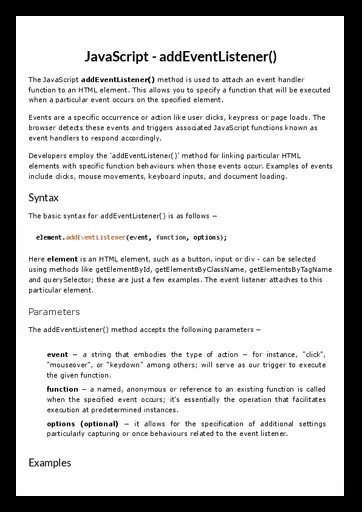 JavaScript - addEventListener()
The JavaScript addEventListener() method is used to attach an event handler
function to an HTML element. This allows you to specify a function that will be executed
when a particular event occurs on the specified element.
Events are a specific occurrence or action like user clicks, keypress or page loads. The
browser detects these events and triggers associated JavaScript functions known as
event handlers to respond accordingly.
Developers employ the 'addEventListener()' method for linking particular HTML
elements with specific function behaviours when those events occur. Examples of events
include clicks, mouse movements, keyboard inputs, and document loading.
Syntax
The basic syntax for addEventListener() is as follows −
element.addEventListener(event, function, options);
Here element is an HTML element, such as a button, input or div - can be selected
using methods like getElementById, getElementsByClassName, getElementsByTagName
and querySelector; these are just a few examples. The event listener attaches to this
particular element.
Parameters
The addEventListener() method accepts the following parameters −
event − a string that embodies the type of action − for instance, "click",
"mouseover", or "keydown" among others; will serve as our trigger to execute
the given function.
function − a named, anonymous or reference to an existing function is called
when the specified event occurs; it's essentially the operation that facilitates
execution at predetermined instances.
options (optional) − it allows for the specification of additional settings
particularly capturing or once behaviours related to the event listener.
Examples